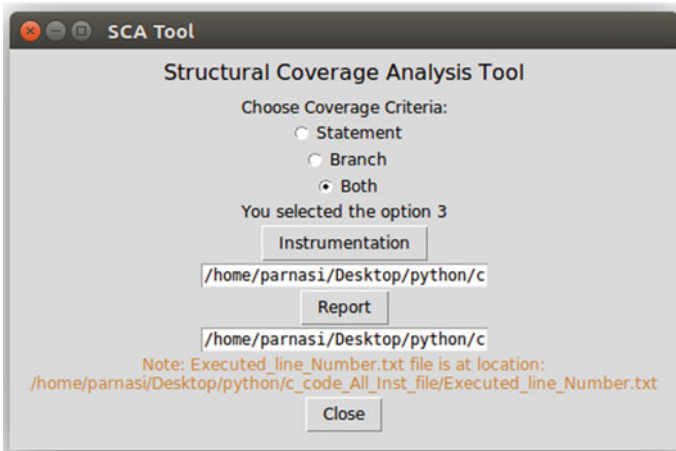 SCA Tool
Structural Coverage Analysis Tool
Choose Coverage Criteria:
Statement
Branch
Both
You selected the option 3
Instrumentation
/home/parnasi/Desktop/python/c
Report
/home/parnasi/Desktop/python/c
Note: Executed_line_Number.txt file is at location:
/home/parnasi/Desktop/python/c_code_All_Inst_file/Executed_line_Number.txt
Close